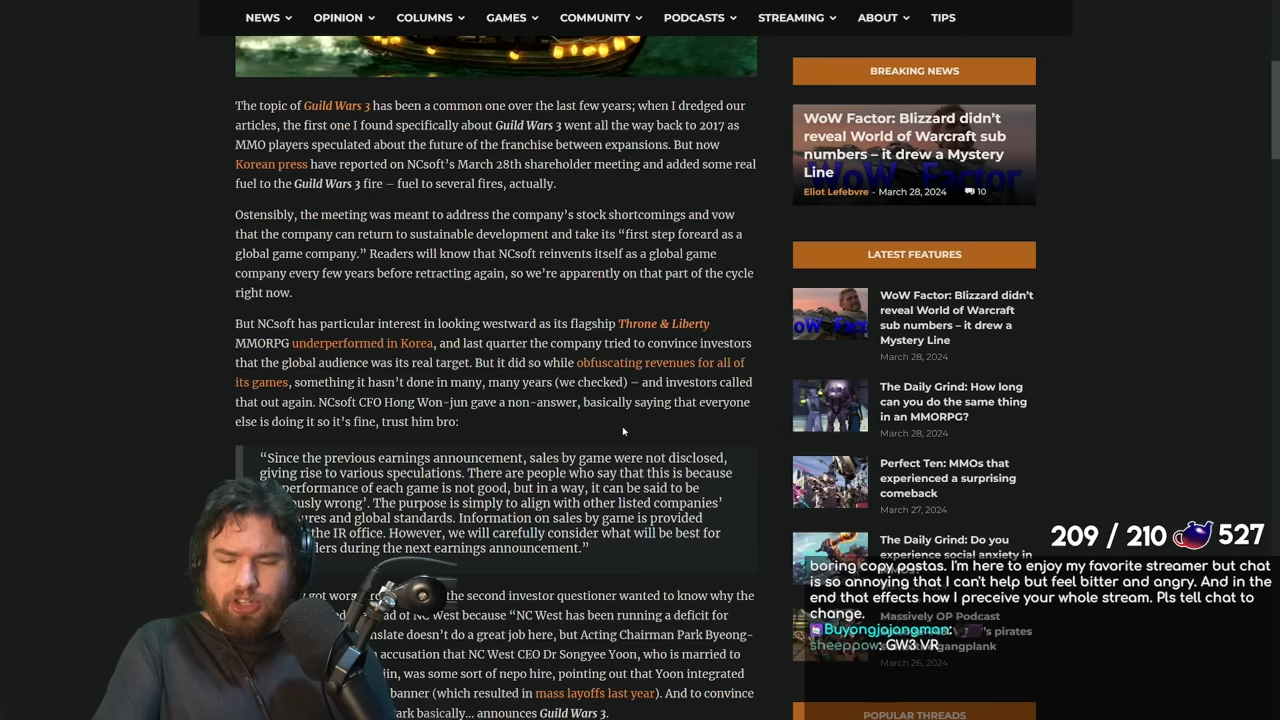 NEWS OPINION COLUMNS GAMES COMMUNITY PODCASTS STREAMING ABOUT TIPS
The topic of Guild Wars 3 has been a common one over the last few years; when I dredged our
articles, the first one I found specifically about Guild Wars 3 went all the way back to 2017 as
MMO players speculated about the future of the franchise between expansions. But now
Korean press have reported on NCsoft's March 28th shareholder meeting and added some real
fuel to the Guild Wars 3 fire – fuel to several fires, actually.
Ostensibly, the meeting was meant to address the company's stock shortcomings and vow
that the company can return to sustainable development and take its "first step foreard as a
global game company." Readers will know that NCsoft reinvents itself as a global game
company every few years before retracting again, so we're apparently on that part of the cycle
right now.
But NCsoft has particular interest in looking westward as its flagship Throne & Liberty
MMORPG underperformed in Korea, and last quarter the company tried to convince investors
that the global audience was its real target. But it did so while obfuscating revenues for all of
its games, something it hasn't done in many, many years (we checked) – and investors called
that out again. NCsoft CFO Hong Won-jun gave a non-answer, basically saying that everyone
else is doing it so it's fine, trust him bro:
"Since the previous earnings announcement, sales by game were not disclosed,
giving rise to various speculations. There are people who say that this is because
performance of each game is not good, but in a way, it can be said to be
wrong'. The purpose is simply to align with other listed companies'
and global standards. Information on sales by game is provided
the IR office. However, we will carefully consider what will be best for
during the next earnings announcement."
the second investor questioner wanted to know why the
of NC West because "NC West has been running a deficit for
doesn't do a great job here, but Acting Chairman Park Byeong-
accusation that NC West CEO Dr Songyee Yoon, who is married to
was some sort of nepo hire, pointing out that Yoon integrated
banner (which resulted in mass layoffs last year). And to convince
basically... announces Guild Wars 3.
BREAKING NEWS
WoW Factor: Blizzard didn't
reveal World of Warcraft sub
numbers – it drew a Mystery
Line
Eliot Lefebvre - March 28, 2024 10
LATEST FEATURES
WoW Factor: Blizzard didn't
reveal World of Warcraft
sub numbers – it drew a
Mystery Line
March 28, 2024
The Daily Grind: How long
can you do the same thing
in an MMORPG?
March 28, 2024
Perfect Ten: MMOs that
experienced a surprising
comeback
March 27, 2024
The Daily Grind: Do you
experience social anxiety in
209 / 210 527
boring copy pastas. I'm here to enjoy my favorite streamer but chat
is so annoying that I can't help but feel bitter and angry. And in the
end that effects how I preceive your whole stream. Pls tell chat to
change.
Massively OP Podcast
Buyongjojangman:
's pirates
sheeppow: GW3 VR
gangplank
March 26, 2024
POPULAR THREADS